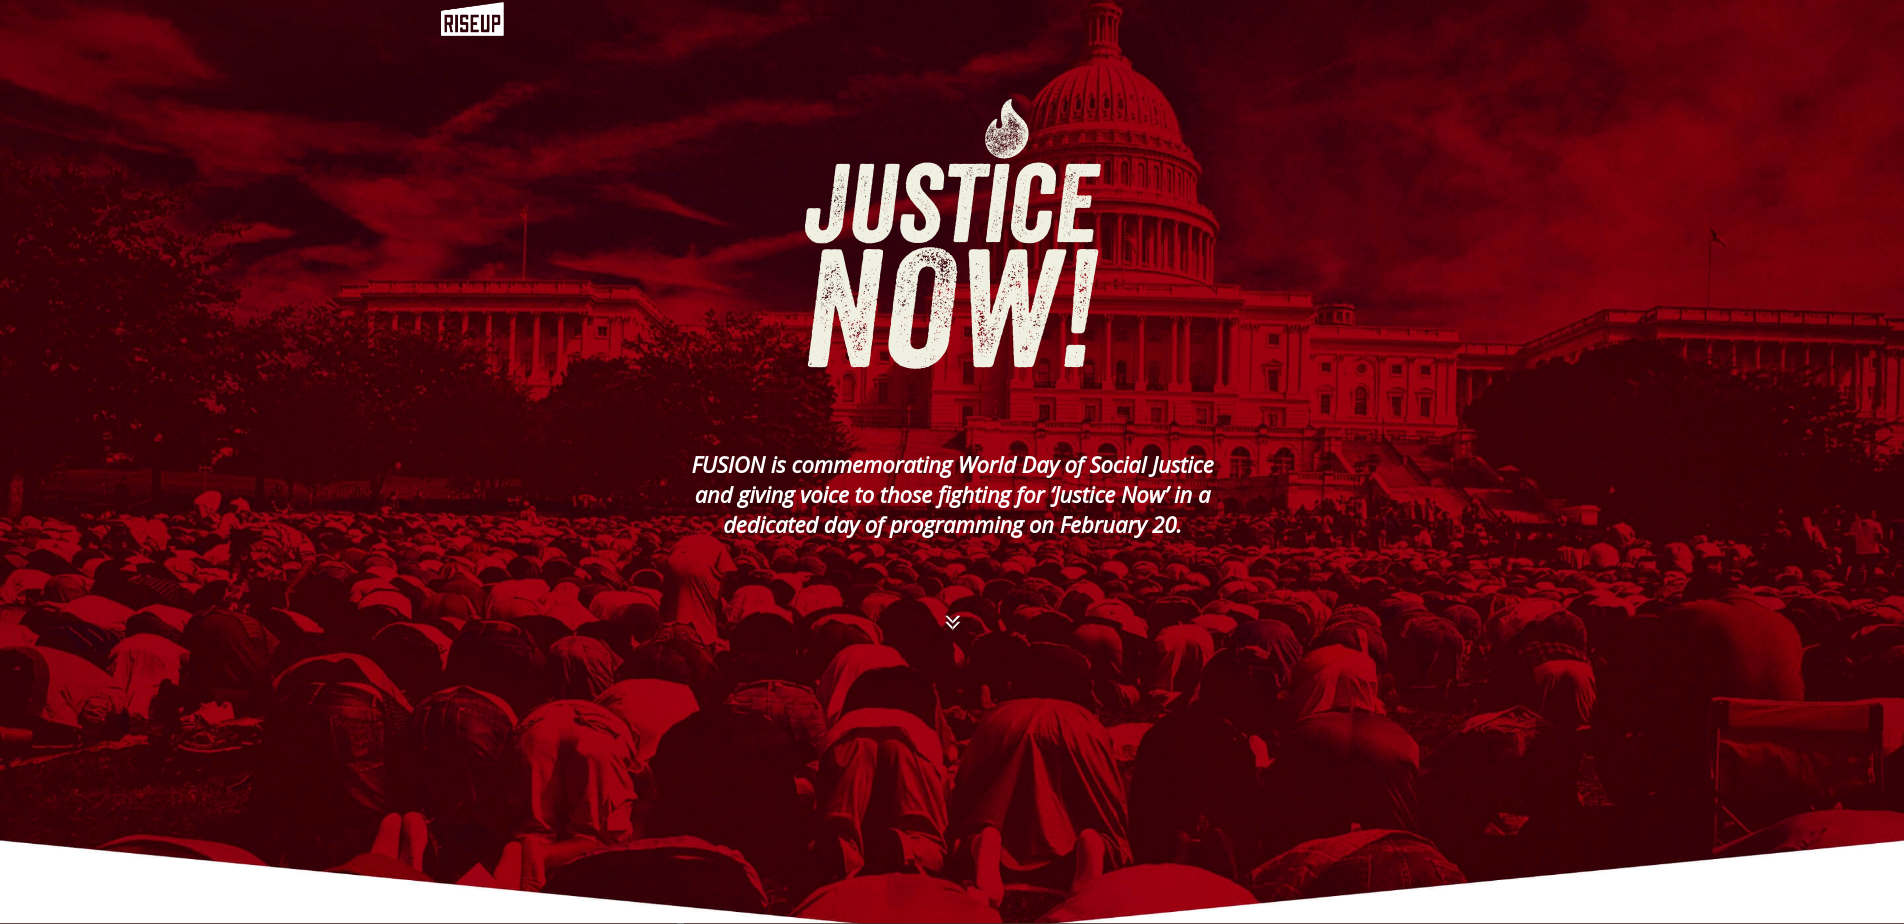 RISEUP
JUSTICE
NOW!
FUSION is commemorating World Day of Social Justice
and giving voice to those fighting for ‘Justice Now’ in a
dedicated day of programming on February 20.